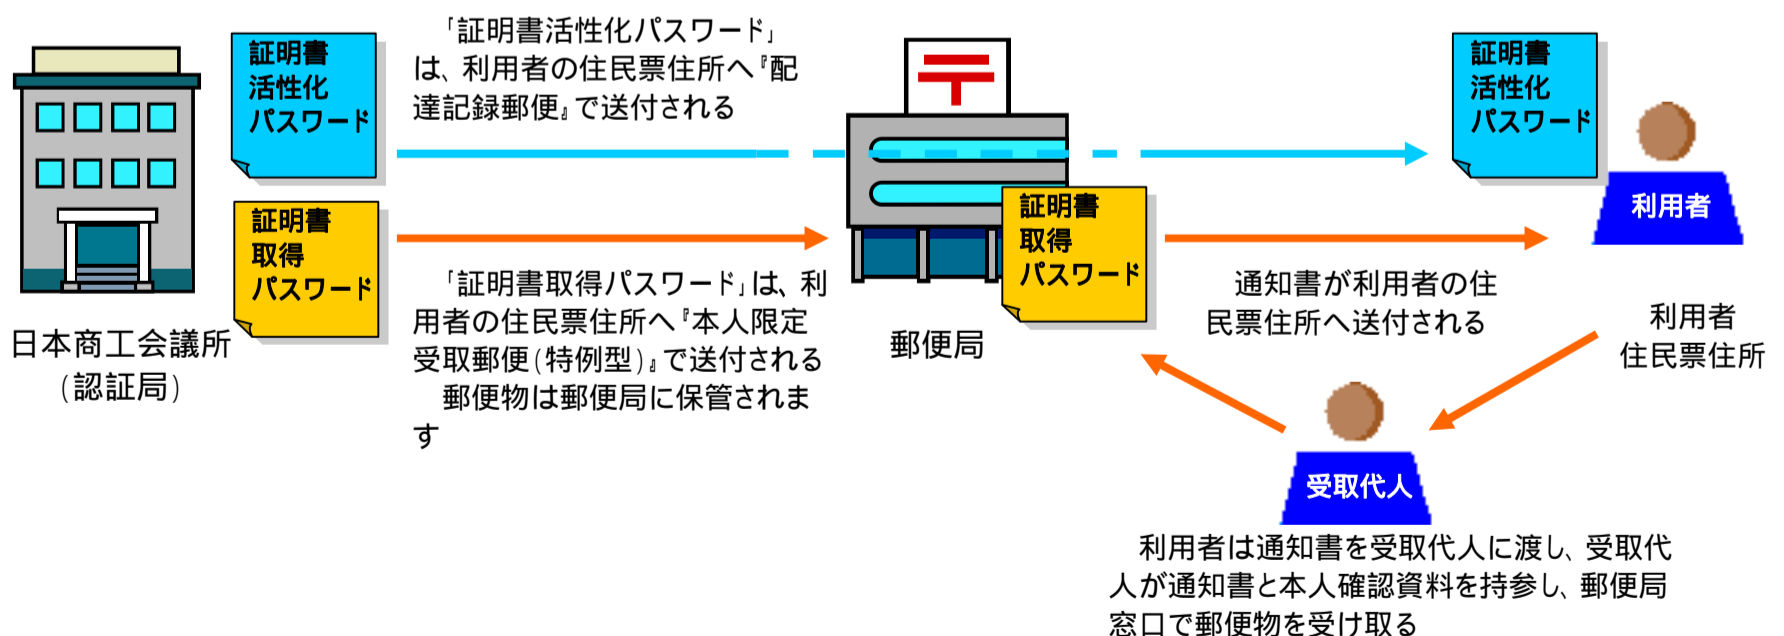 証明書
活性化
パスワード
「証明書活性化パスワード」
は、利用者の住民票住所へ『配
達記録郵便』で送付される
証明書
活性化
パスワード
利用者
証明書
取得
パスワード
「証明書取得パスワード」は、利
用者の住民票住所へ『本人限定
受取郵便(特例型)』で送付される
郵便物は郵便局に保管されま
す
証明書
取得
パスワード
通知書が利用者の住
民票住所へ送付される
日本商工会議所
(認証局)
郵便局
利用者
住民票住所
受取代人
利用者は通知書を受取代人に渡し、受取代
人が通知書と本人確認資料を持参し、郵便局
窓口で郵便物を受け取る